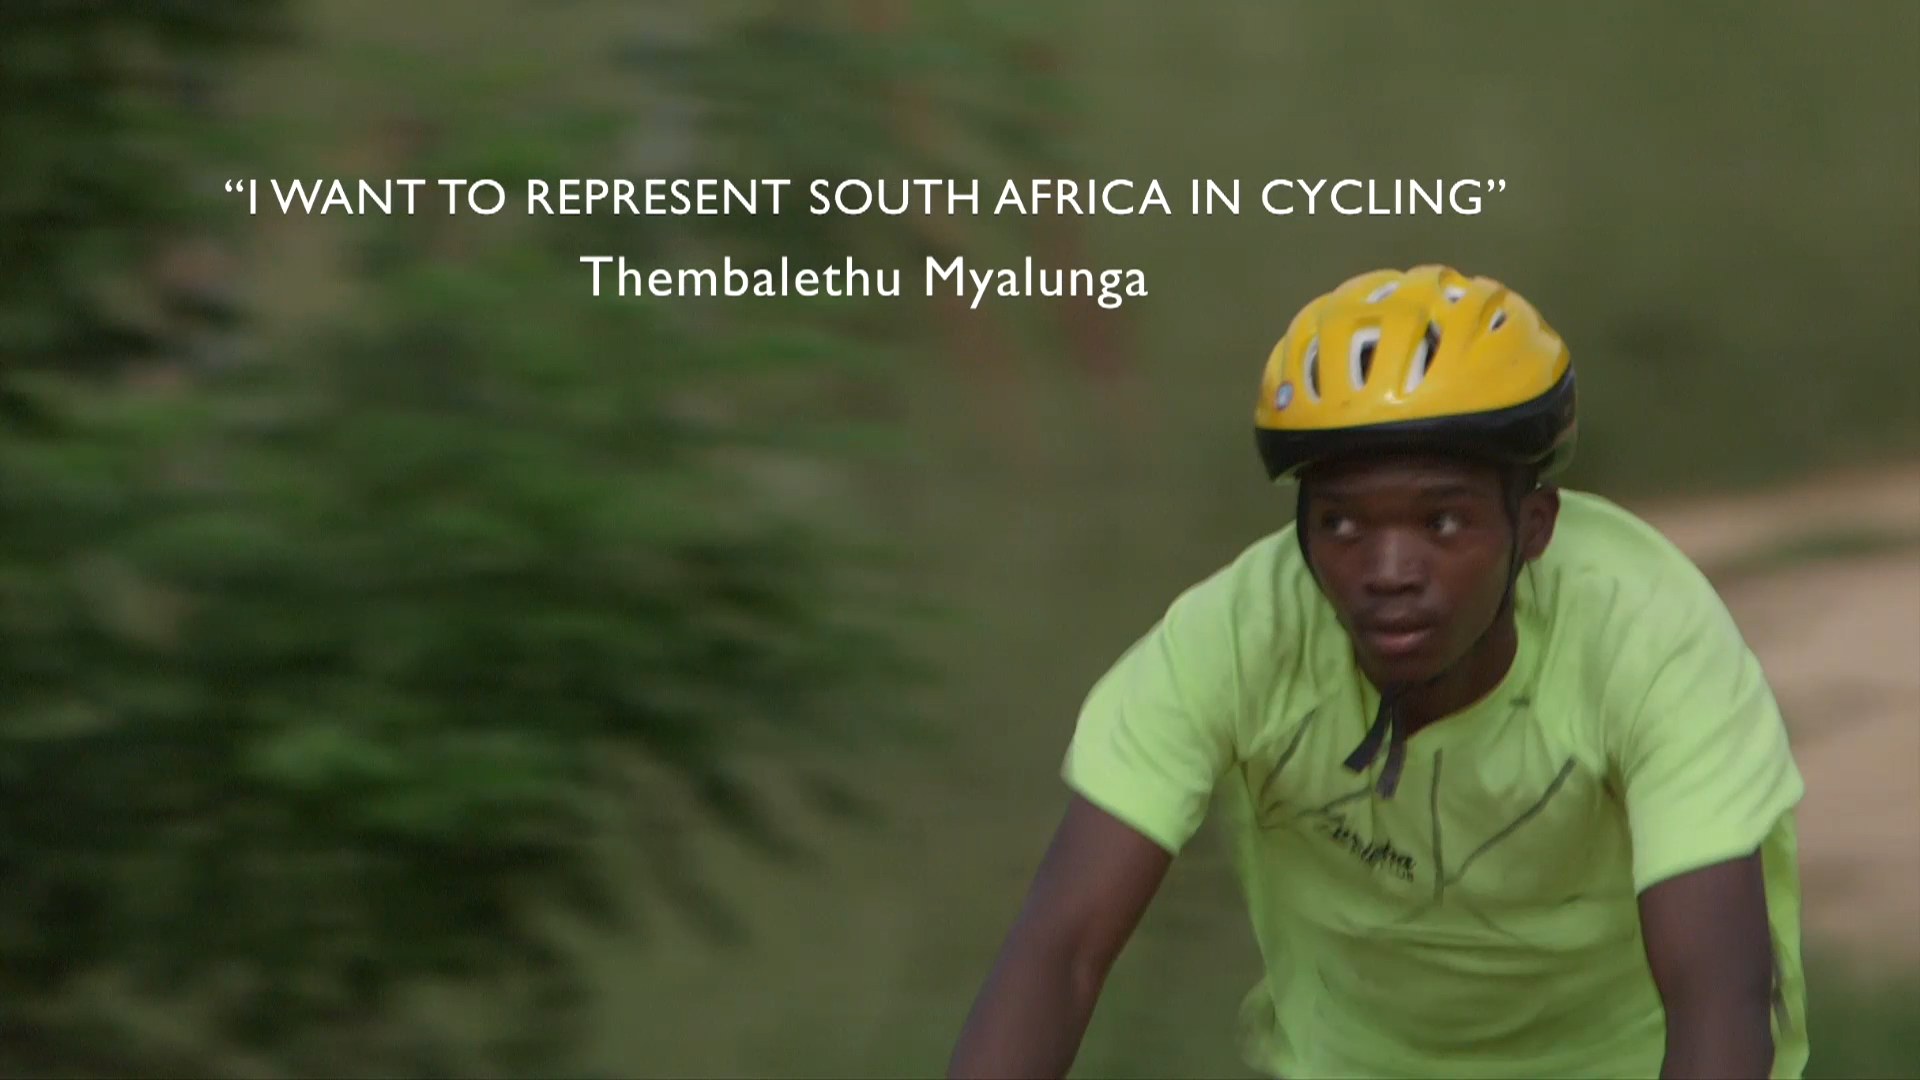 “I WANT TO REPRESENT SOUTH AFRICA IN CYCLING”
Thembalethu Myalunga